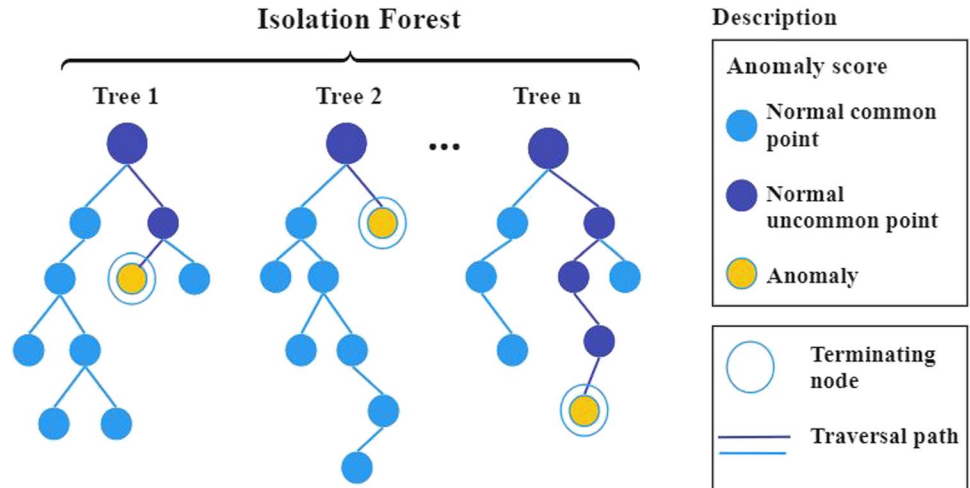 Isolation Forest
Tree 1
Tree 2
...
Tree n
Description
Anomaly score
Normal common
point
Normal
uncommon point
Anomaly
Terminating
node
Traversal path